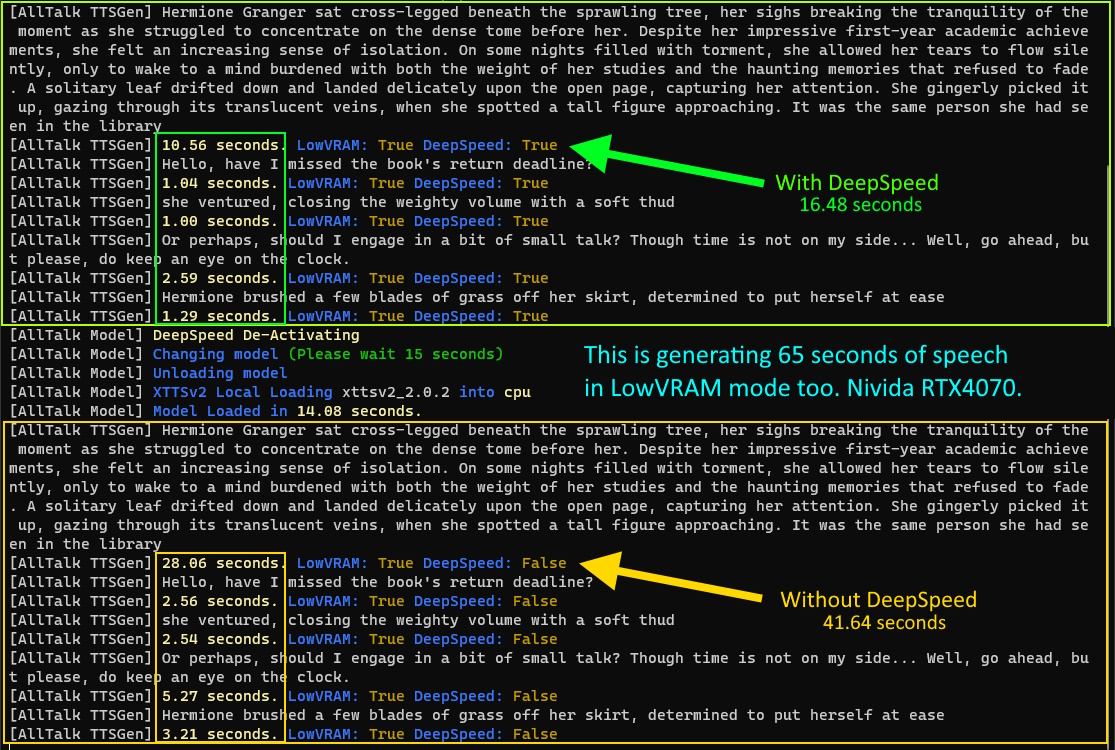 [AllTalk TTSGen] Hermione Granger sat cross-legged beneath the sprawling tree, her sighs breaking the tranquility of the
moment as she struggled to concentrate on the dense tome before her. Despite her impressive first-year academic achieve
ments, she felt an increasing sense of isolation. On some nights filled with torment, she allowed her tears to flow sile
ntly, only to wake to a mind burdened with both the weight of her studies and the haunting memories that refused to fade
. A solitary leaf drifted down and landed delicately upon the open page, capturing her attention. She gingerly picked it
up, gazing through its translucent veins, when she spotted a tall figure approaching. It was the same person she had se
en in the library
[AllTalk TTSGen] 10.56 seconds. LowVRAM: True DeepSpeed: True
[AllTalk TTSGen] Hello, have I missed the book's return deadline?
[AllTalk TTSGen] 1.04 seconds. LowVRAM: True DeepSpeed: True
With DeepSpeed
[AllTalk TTSGen] she ventured, closing the weighty volume with a soft thud
16.48 seconds
[AllTalk TTSGen] 1.00 seconds. LowVRAM: True DeepSpeed: True
[AllTalk TTSGen] Or perhaps, should I engage in a bit of small talk? Though time is not on my side... Well, go ahead, bu
t please, do keep an eye on the clock.
[AllTalk TTSGen] 2.59 seconds. LowVRAM: True DeepSpeed: True
[AllTalk TTSGen] Hermione brushed a few blades of grass off her skirt, determined to put herself at ease
[AllTalk TTSGen] 1.29 seconds. LowVRAM: True DeepSpeed: True
[AllTalk Model] DeepSpeed De-Activating
[AllTalk Model] Changing model (Please wait 15 seconds)
[AllTalk Model] Unloading model
[AllTalk Model] XTTSv2 Local Loading xttsv2_2.0.2 into cpu
[AllTalk Model] Model Loaded in 14.08 seconds.
This is generating 65 seconds of speech
in LowVRAM mode too. Nivida RTX4070.
[AllTalk TTSGen] Hermione Granger sat cross-legged beneath the sprawling tree, her sighs breaking the tranquility of the
moment as she struggled to concentrate on the dense tome before her. Despite her impressive first-year academic achieve
ments, she felt an increasing sense of isolation. On some nights filled with torment, she allowed her tears to flow sile
ntly, only to wake to a mind burdened with both the weight of her studies and the haunting memories that refused to fade
. A solitary leaf drifted down and landed delicately upon the open page, capturing her attention. She gingerly picked it
up, gazing through its translucent veins, when she spotted a tall figure approaching. It was the same person she had se
en in the library
[AllTalk TTSGen] 28.06 seconds. LowVRAM: True DeepSpeed: False
[AllTalk TTSGen] Hello, have I missed the book's return deadline?
[AllTalk TTSGen] 2.56 seconds. LowVRAM: True DeepSpeed: False
Without DeepSpeed
[AllTalk TTSGen] she ventured, closing the weighty volume with a soft thud
41.64 seconds
[AllTalk TTSGen] 2.54 seconds. LowVRAM: True DeepSpeed: False
[AllTalk TTSGen] Or perhaps, should I engage in a bit of small talk? Though time is not on my side... Well, go ahead, bu
t please, do keep an eye on the clock.
[AllTalk TTSGen] 5.27 seconds. LowVRAM: True DeepSpeed: False
[AllTalk TTSGen] Hermione brushed a few blades of grass off her skirt, determined to put herself at ease
[AllTalk TTSGen] 3.21 seconds. LowVRAM: True DeepSpeed: False